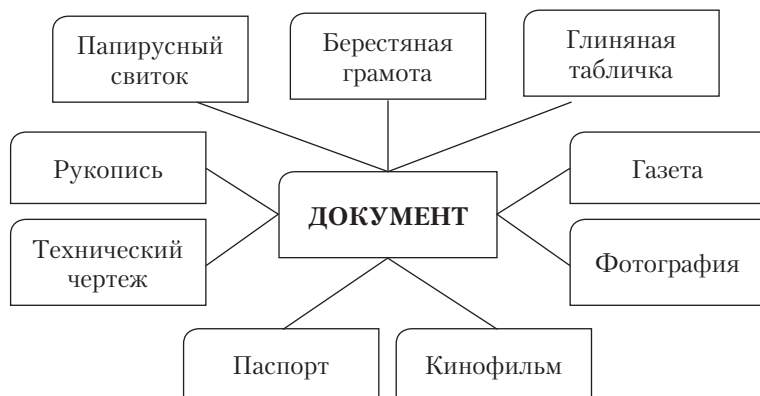 Папирусный
свиток
Берестяная
грамота
Глиняная
табличка
Рукопись
ДОКУМЕНТ
Газета
Технический
чертеж
Фотография
Паспорт
Кинофильм